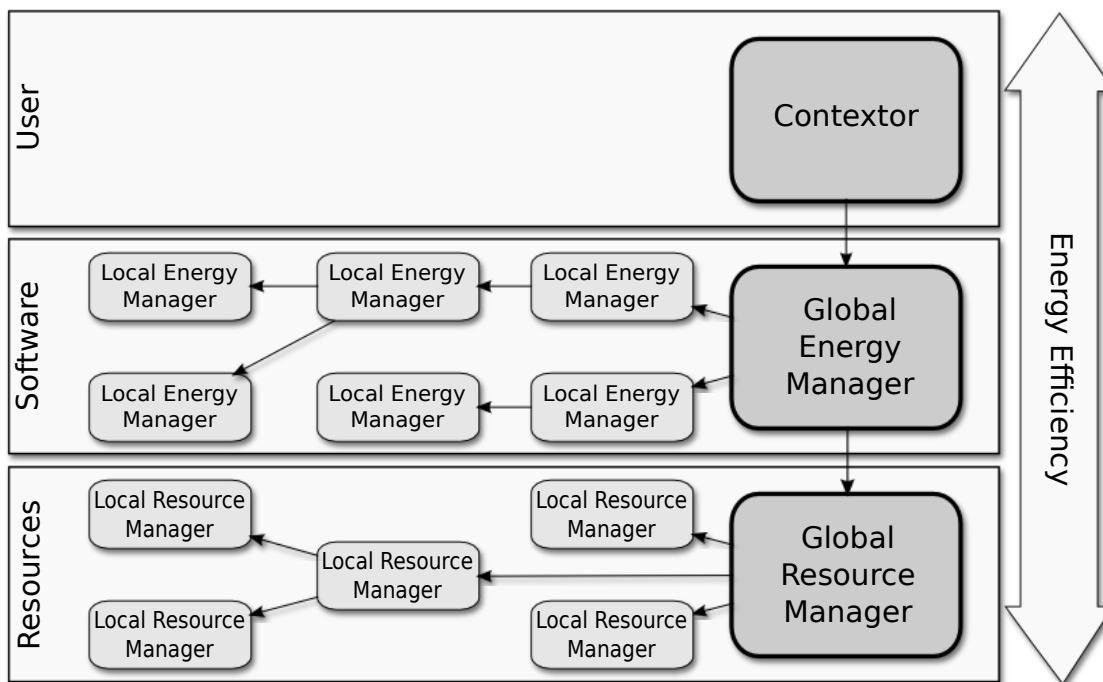 User
Contextor
Software
Local Energy
Manager
Local Energy
Manager
Local Energy
Manager
Global
Energy
Manager
Local Energy
Manager
Local Energy
Manager
Local Energy
Manager
Resources
Local Resource
Manager
Local Resource
Manager
Local Resource
Manager
Global
Resource
Manager
Local Resource
Manager
Local Resource
Manager
Energy Efficiency